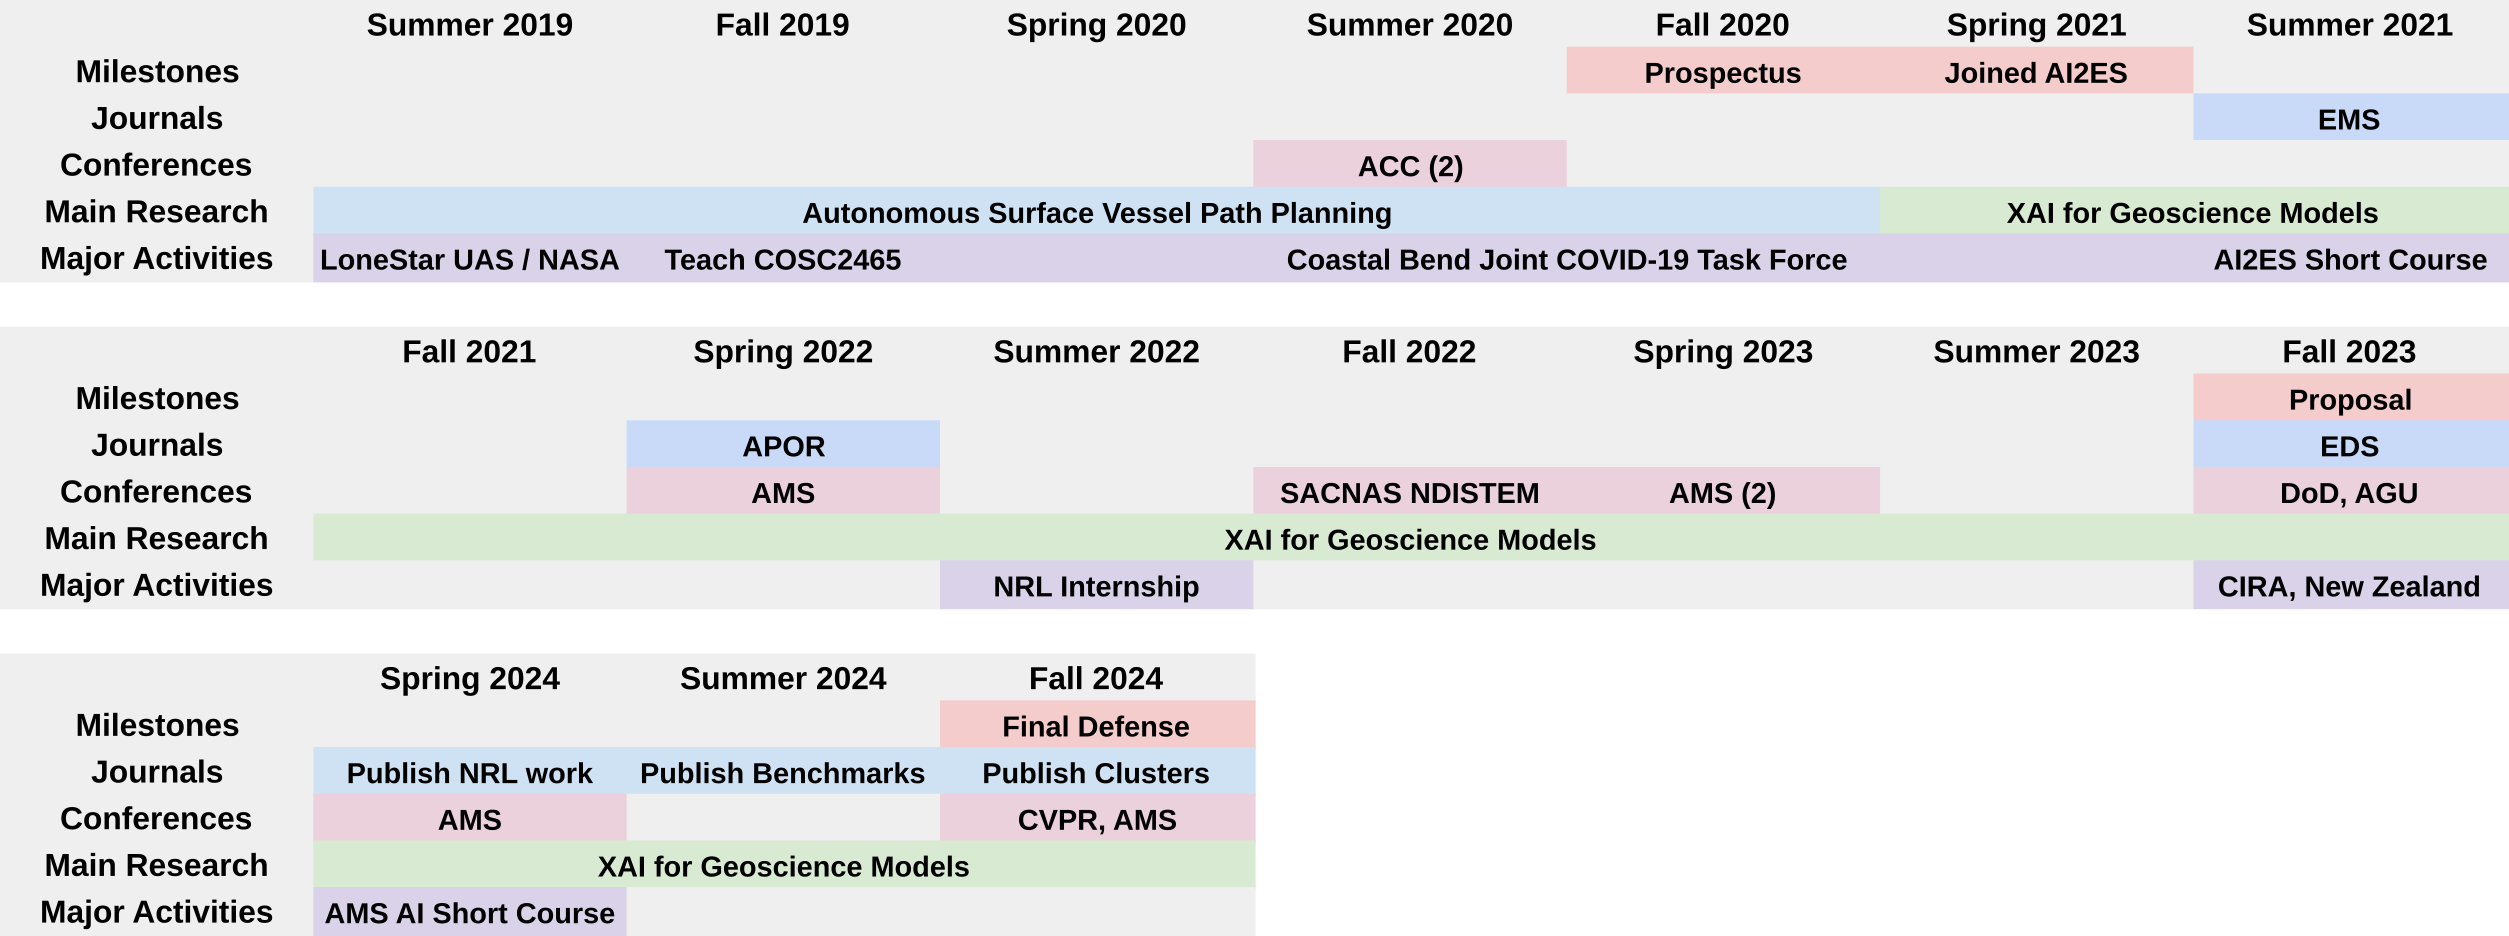 Summer 2019 Fall 2019 Spring 2020 Summer 2020 Fall 2020 Spring 2021 Summer 2021
Milestones Prospectus Joined AI2ES
Journals EMS
Conferences ACC (2)
Main Research Autonomous Surface Vessel Path Planning XAI for Geoscience Models
Major Activities LoneStar UAS / NASA Teach COSC2465 Coastal Bend Joint COVID-19 Task Force AI2ES Short Course
Fall 2021 Spring 2022 Summer 2022 Fall 2022 Spring 2023 Summer 2023 Fall 2023
Milestones Proposal
Journals APOR EDS
Conferences AMS SACNAS NDISTEM AMS (2) DoD, AGU
Main Research XAI for Geoscience Models
Major Activities NRL Internship CIRA, New Zealand
Spring 2024 Summer 2024 Fall 2024
Milestones Final Defense
Journals Publish NRL work Publish Benchmarks Publish Clusters
Conferences AMS CVPR, AMS
Main Research XAI for Geoscience Models
Major Activities AMS AI Short Course